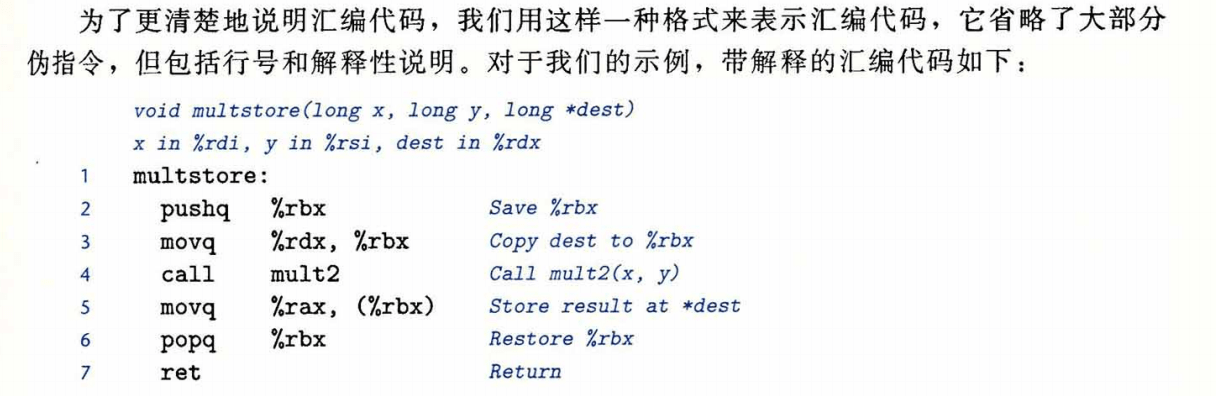 为了更清楚地说明汇编代码，我们用这样一种格式来表示汇编代码，它省略了大部分
伪指令，但包括行号和解释性说明。对于我们的示例，带解释的汇编代码如下：
void multstore(long x, long y, long *dest)
x in %rdi, y in %rsi, dest in %rdx
1 multstore:
2 pushq %rbx Save %rbx
3 movq %rdx, %rbx Copy dest to %rbx
4 call mult2 Call mult2(x, y)
5 movq %rax, (%rbx) Store result at *dest
6 popq %rbx Restore %rbx
7 ret Return